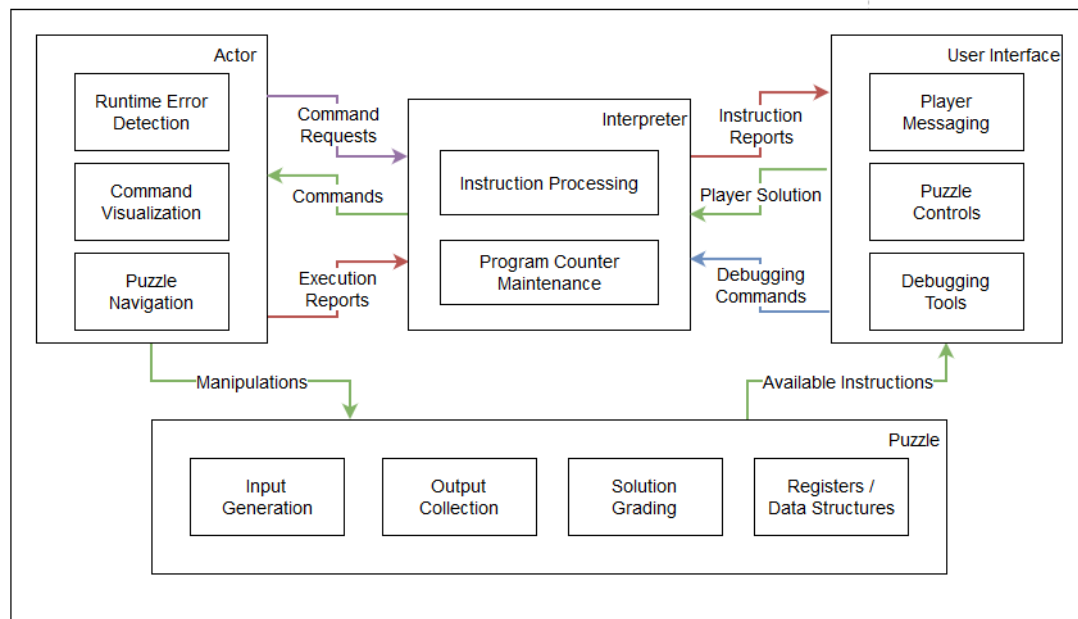 Actor
Runtime Error
Detection
Command
Visualization
Puzzle
Navigation
Command
Requests
Commands
Execution
Reports
Interpreter
Instruction Processing
Program Counter
Maintenance
Instruction
Reports
Player Solution
Debugging
Commands
User Interface
Player
Messaging
Puzzle
Controls
Debugging
Tools
Manipulations
Available Instructions
Puzzle
Input
Generation
Output
Collection
Solution
Grading
Registers /
Data Structures